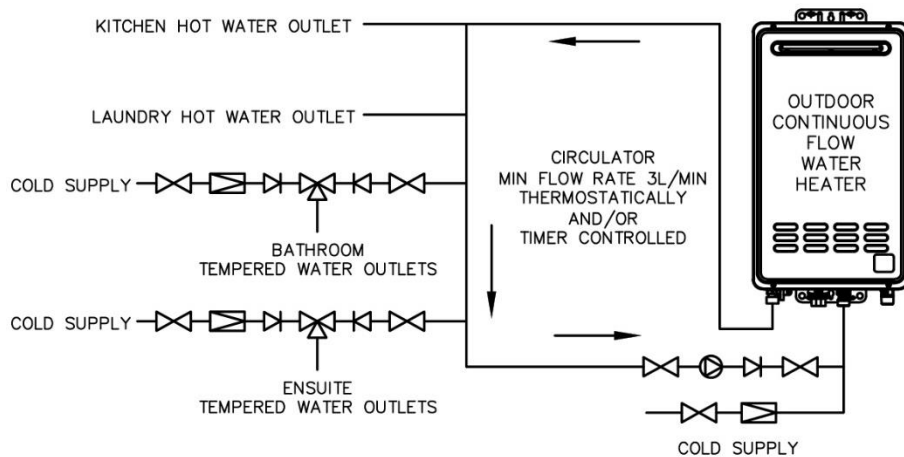 KITCHEN HOT WATER OUTLET
LAUNDRY HOT WATER OUTLET
COLD SUPPLY
BATHROOM
TEMPERED WATER OUTLETS
COLD SUPPLY
ENSUITE
TEMPERED WATER OUTLETS
CIRCULATOR
MIN FLOW RATE 3L/MIN
THERMOSTATICALLY
AND/OR
TIMER CONTROLLED
OUTDOOR
CONTINUOUS
FLOW
WATER
HEATER
COLD SUPPLY